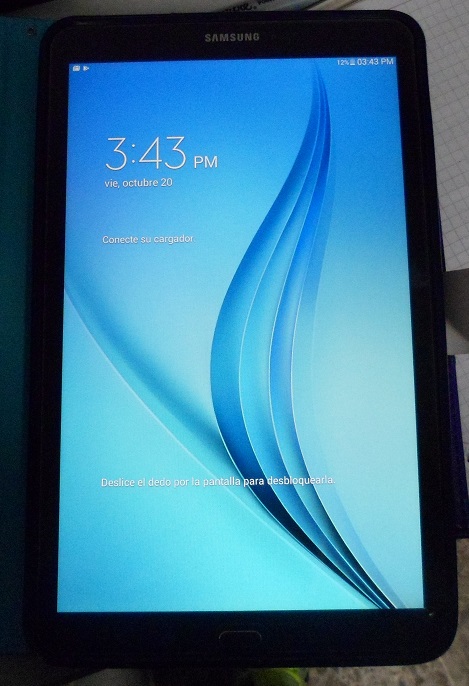 SAMSUNG
12% 03:43 PM
3:43 PM
vie, octubre 20
Conecte su cargador.
Deslice el dedo por la pantalla para desbloquearla.